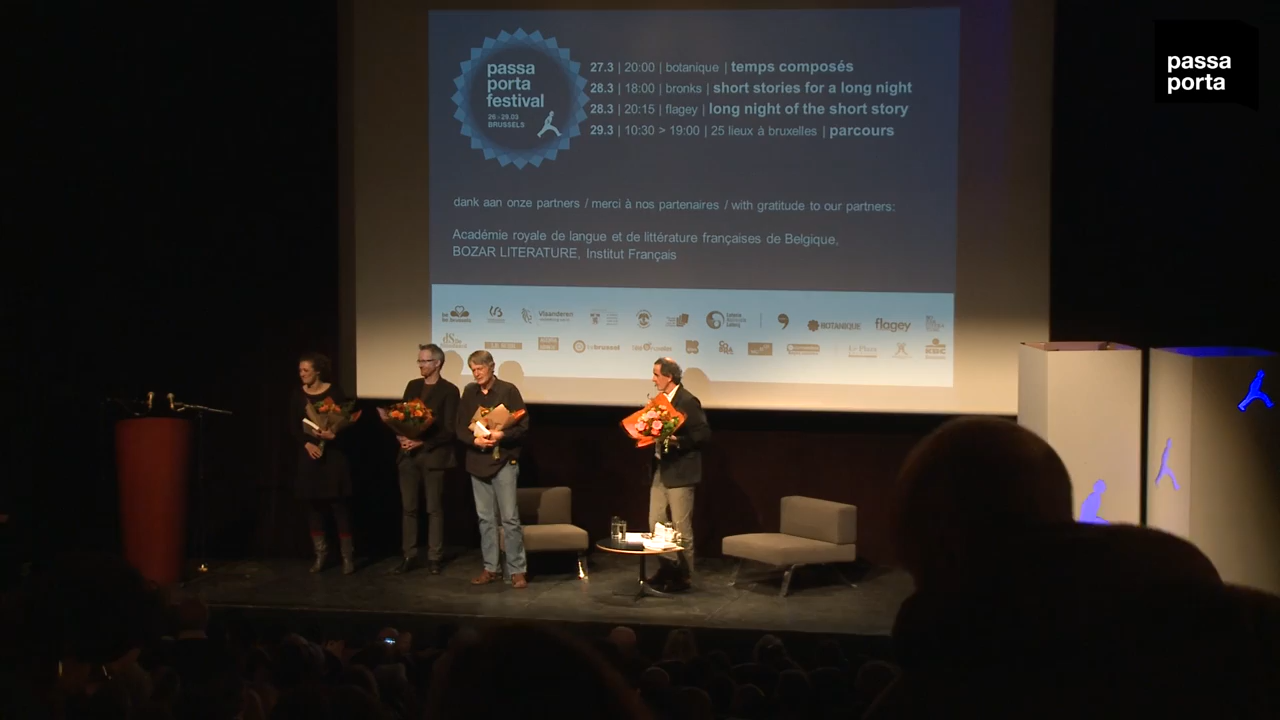 passa
porta
festival
26 - 29.03
BRUSSELS
27.3 | 20:00 | botanique | temps composés
28.3 | 18:00 | bronks | short stories for a long night
28.3 | 20:15 | flagey | long night of the short story
29.3 | 10:30 > 19:00 | 25 lieux à bruxelles | parcours
dank aan onze partners / merci à nos partenaires / with gratitude to our partners:
Académie royale de langue et de littérature françaises de Belgique,
BOZAR LITERATURE, Institut Français
Vlaanderen
BOTANIQUE
flagey
KBC
passa
porta